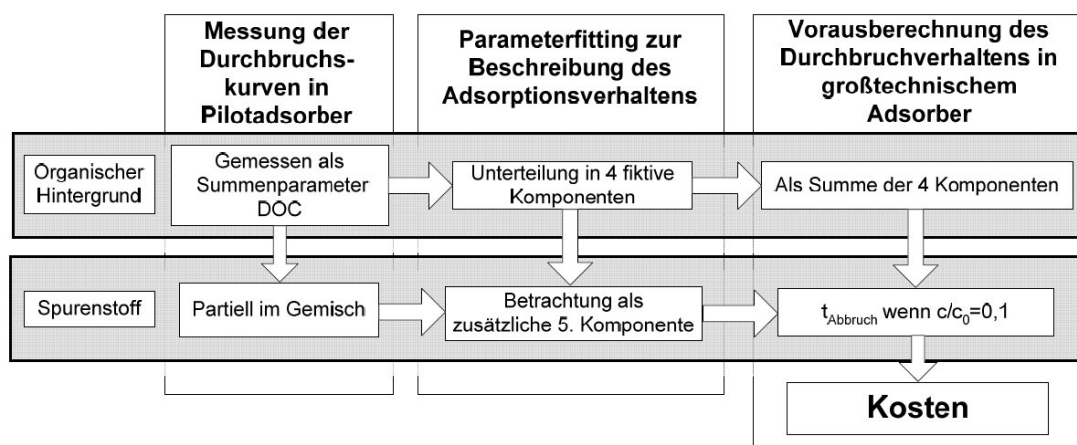 Messung der
Durchbruchs-
kurven in
Pilotadsorber
Parameterfitting zur
Beschreibung des
Adsorptionsverhaltens
Vorausberechnung des
Durchbruchverhaltens in
großtechnischem
Adsorber
Organischer
Hintergrund
Gemessen als
Summenparameter
DOC
Unterteilung in 4 fiktive
Komponenten
Als Summe der 4 Komponenten
Spurenstoff
Partiell im Gemisch
Betrachtung als
zusätzliche 5. Komponente
t_Abbruch wenn c/c₀=0,1
Kosten